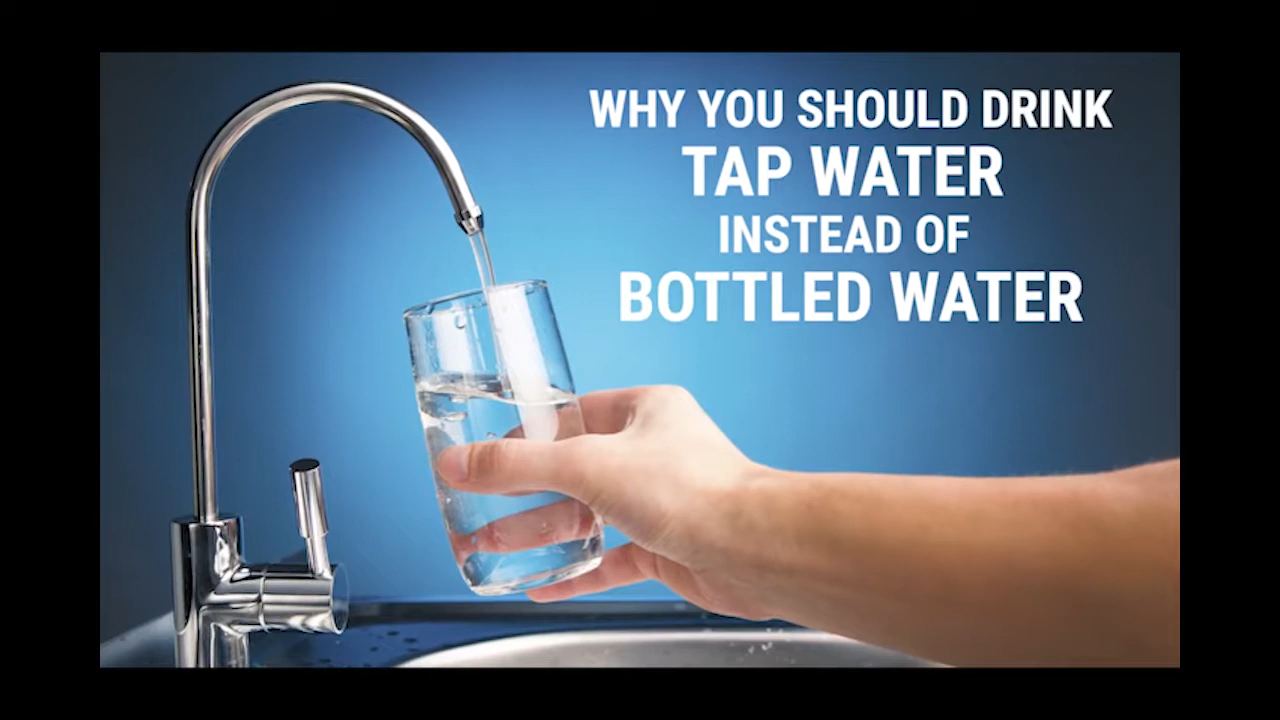 WHY YOU SHOULD DRINK
TAP WATER
INSTEAD OF
BOTTLED WATER